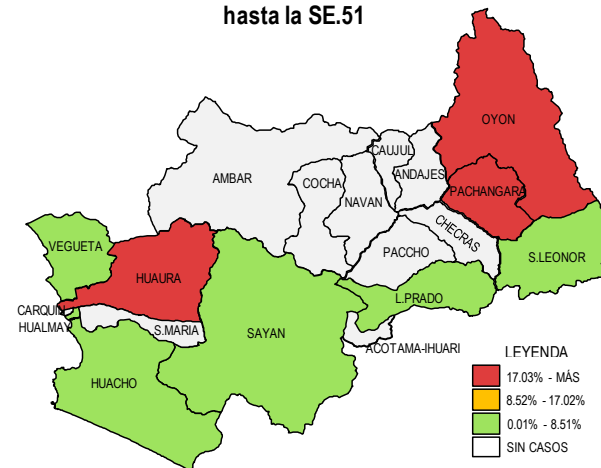 hasta la SE.51
OYON
CAUJUL
AMBAR
COCHA
ANDAJES
PACHANGARA
NAVAN
CHECRAS
VEGUETA
PACCHO
S.LEONOR
HUAURA
L.PRADO
CARQUIN
HUALMAY
S.MARIA
SAYAN
ACOTAMA-IHUARI
HUACHO
LEYENDA
17.03% - MÁS
8.52% - 17.02%
0.01% - 8.51%
SIN CASOS